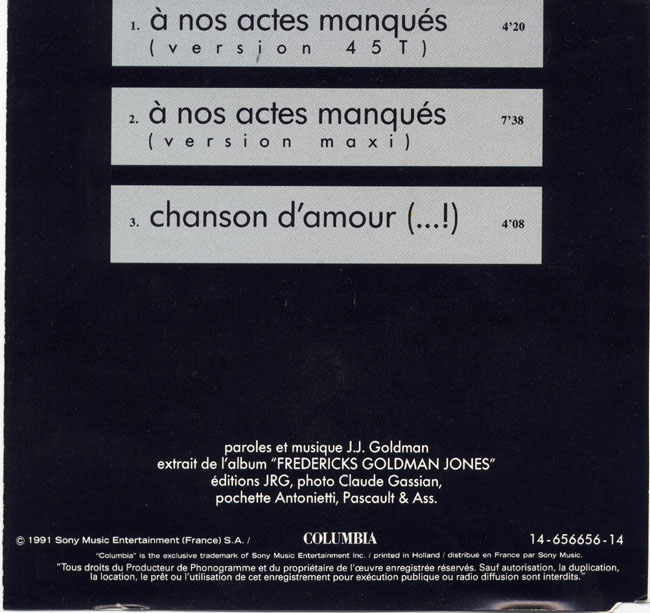 1. à nos actes manqués 4'20
(version 45T)
2. à nos actes manqués 7'38
(version maxi)
3. chanson d'amour (...!) 4'08
paroles et musique J.J. Goldman
extrait de l'album "FREDERICKS GOLDMAN JONES"
éditions JRG, photo Claude Gassian,
pochette Antonietti, Pascault & Ass.
© 1991 Sony Music Entertainment (France) S.A. / COLUMBIA 14-656656-14
"Columbia" is the exclusive trademark of Sony Music Entertainment Inc. / printed in Holland / distribué en France par Sony Music.
"Tous droits du Producteur de Phonogramme et du propriétaire de l'œuvre enregistrée réservés. Sauf autorisation, la duplication,
la location, le prêt ou l'utilisation de cet enregistrement pour exécution publique ou radio diffusion sont interdits."